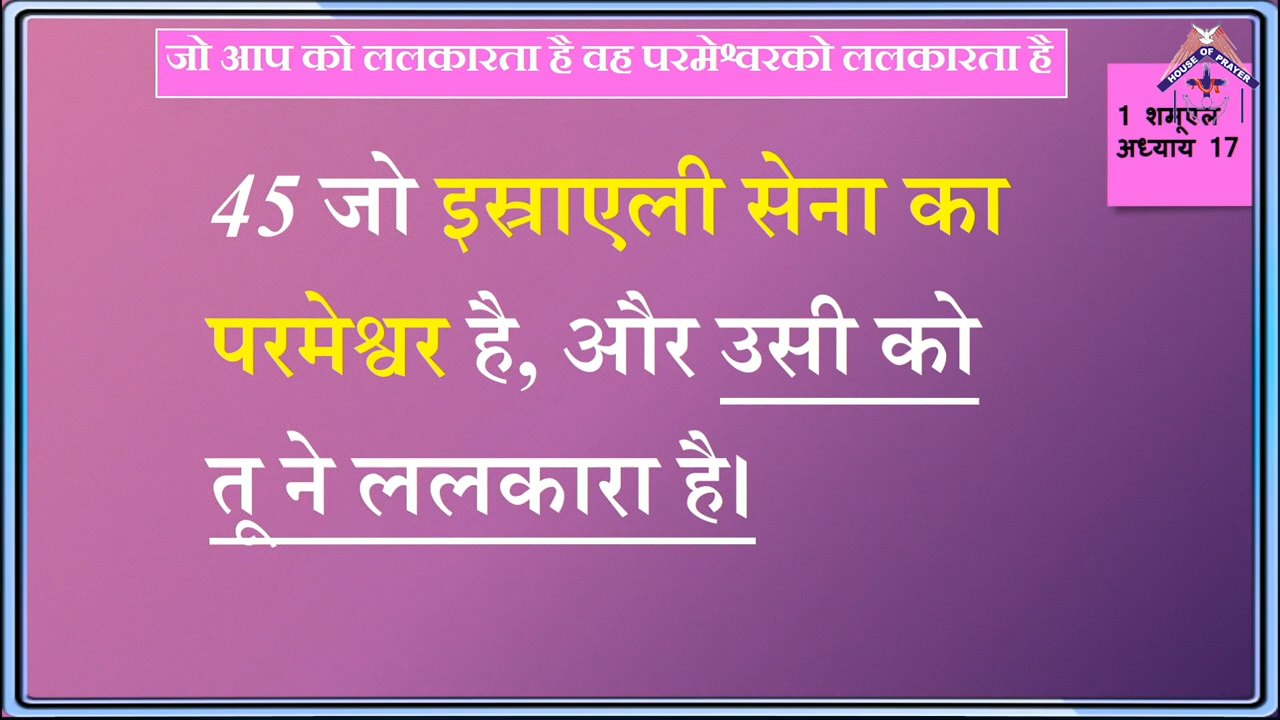 जो आप को ललकारता है वह परमेश्वरको ललकारता है
HOUSE OF PRAYER
1 शमूएल
अध्याय 17
45 जो इस्राएली सेना का
परमेश्वर है, और उसी को
तू ने ललकारा है।